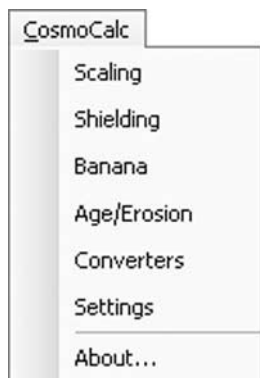 CosmoCalc
Scaling
Shielding
Banana
Age/Erosion
Converters
Settings
About...